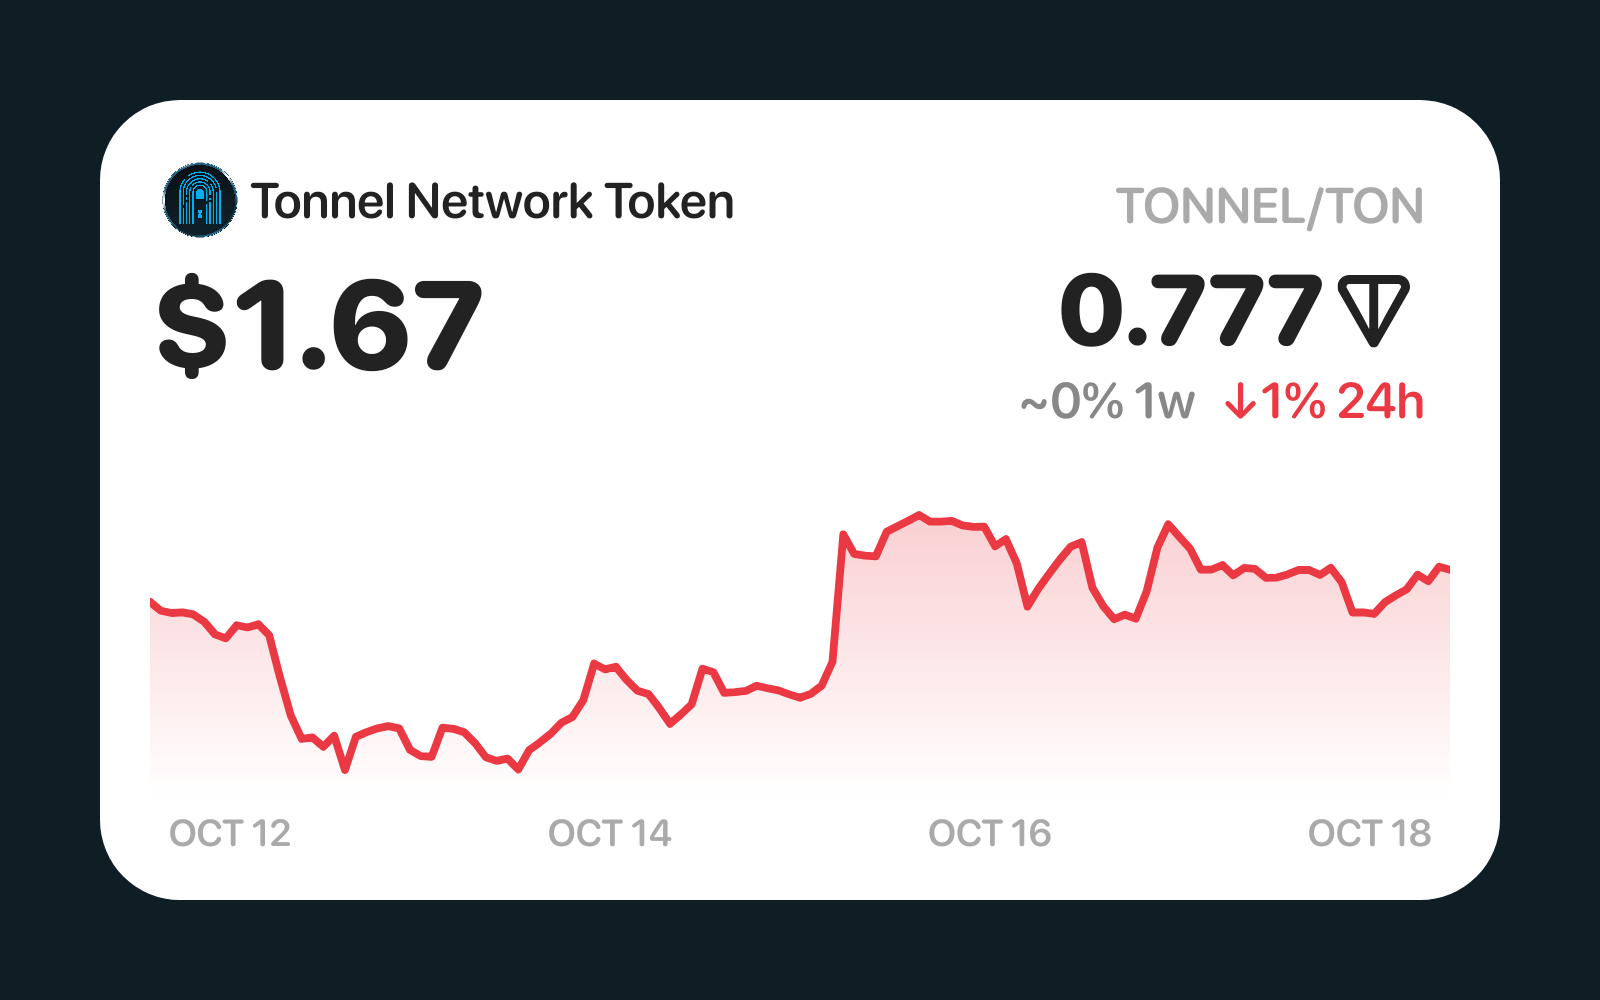 Tonnel Network Token
TONNEL/TON
$1.67
0.777
~0% 1w ↓1% 24h
OCT 12
OCT 14
OCT 16
OCT 18